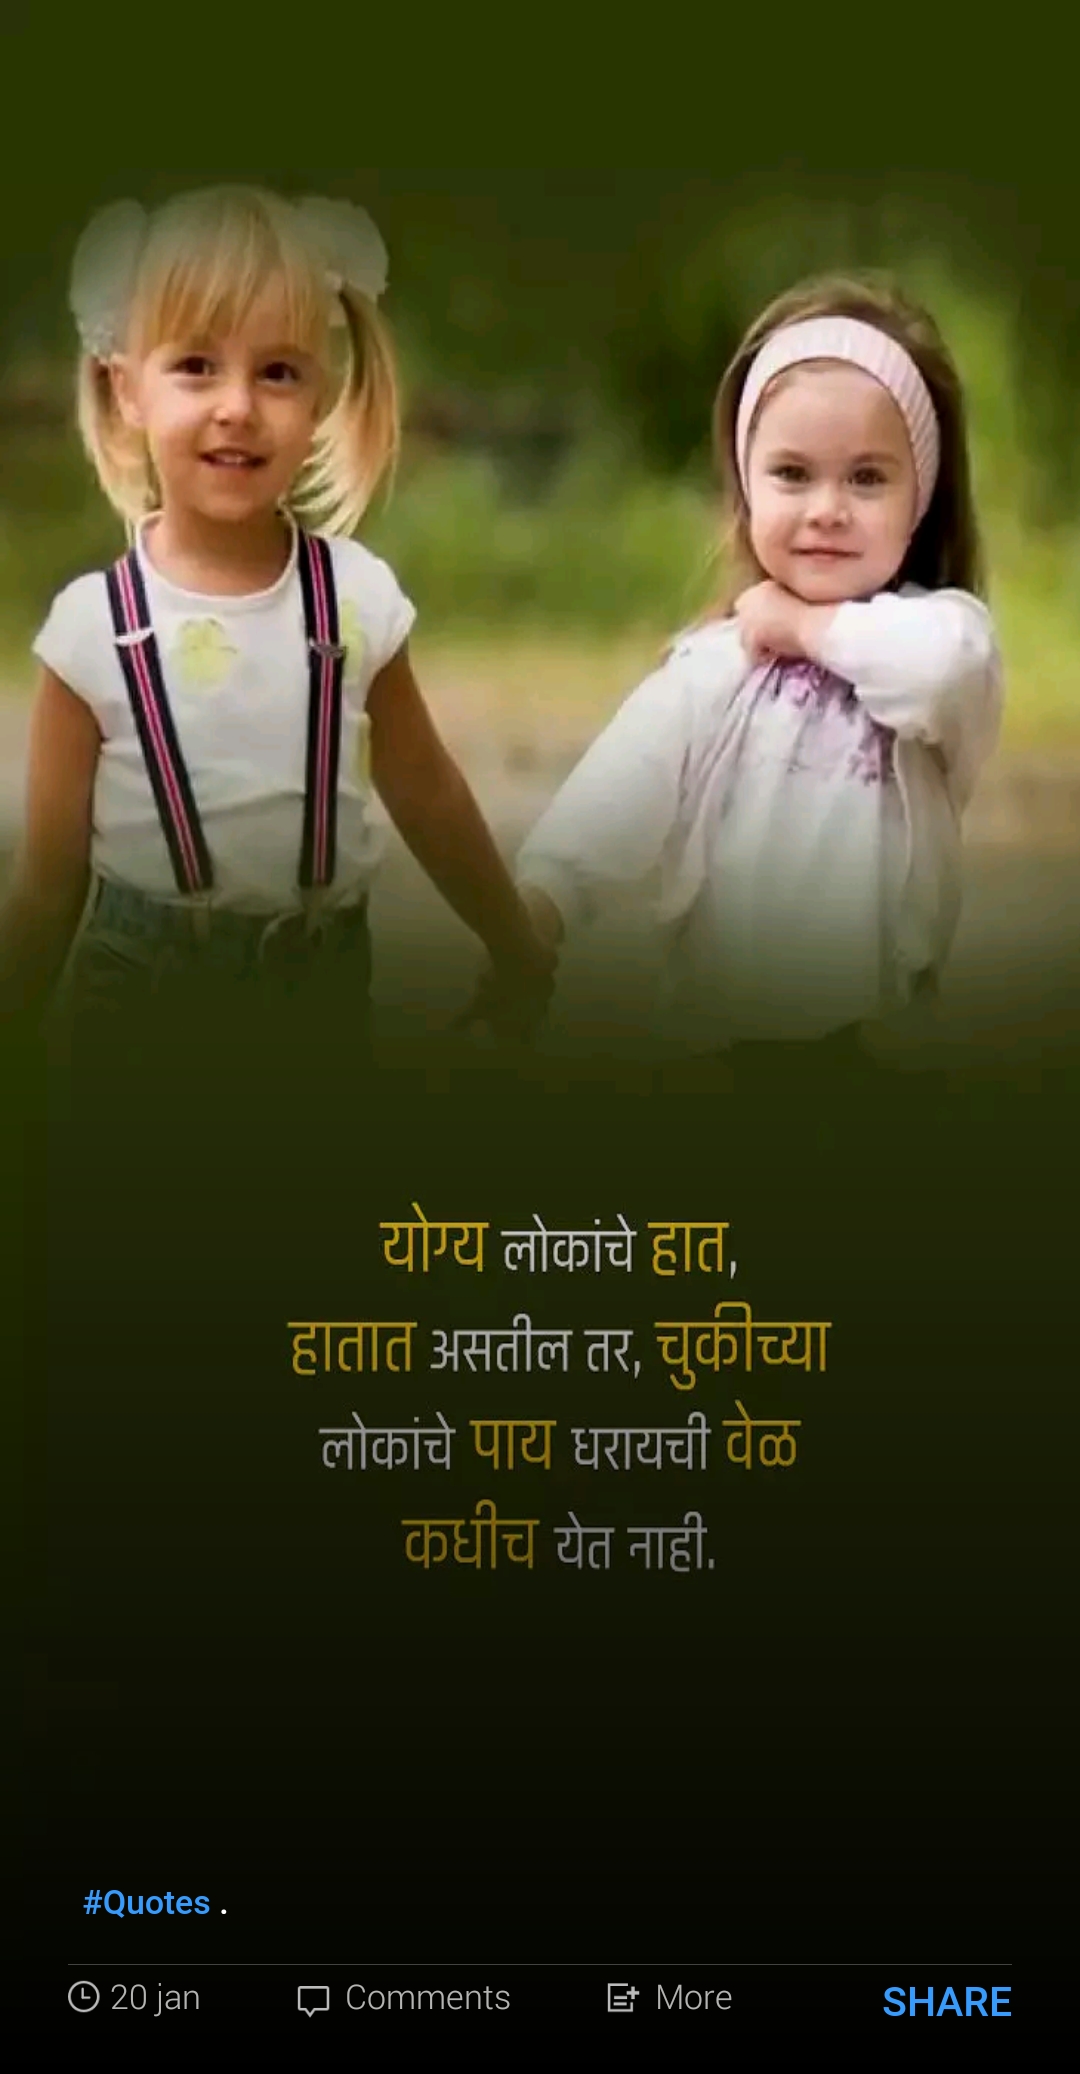 योग्य लोकांचे हात,
हातात असतील तर, चुकीच्या
लोकांचे पाय धरायची वेळ
कधीच येत नाही.
#Quotes .
20 jan Comments More SHARE